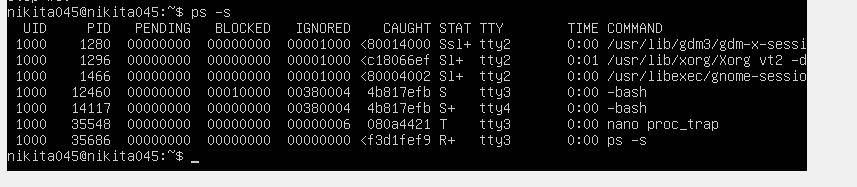 nikita045@nikita045:~$ ps -s
UID PID PENDING BLOCKED IGNORED CAUGHT STAT TTY TIME COMMAND
1000 1280 00000000 00000000 00001000 <80014000 Ssl+ tty2 0:00 /usr/lib/gdm3/gdm-x-sessi
1000 1296 00000000 00000000 00001000 <c18066ef Sl+ tty2 0:01 /usr/lib/xorg/Xorg vt2 -d
1000 1466 00000000 00000000 00001000 <80004002 Sl+ tty2 0:00 /usr/libexec/gnome-sessio
1000 12460 00000000 00010000 00380004 4b817efb S tty3 0:00 -bash
1000 14117 00000000 00000000 00380004 4b817efb S+ tty4 0:00 -bash
1000 35548 00000000 00000000 00000006 080a4421 T tty3 0:00 nano proc_trap
1000 35686 00000000 00000000 00000000 <f3d1fef9 R+ tty3 0:00 ps -s
nikita045@nikita045:~$ _